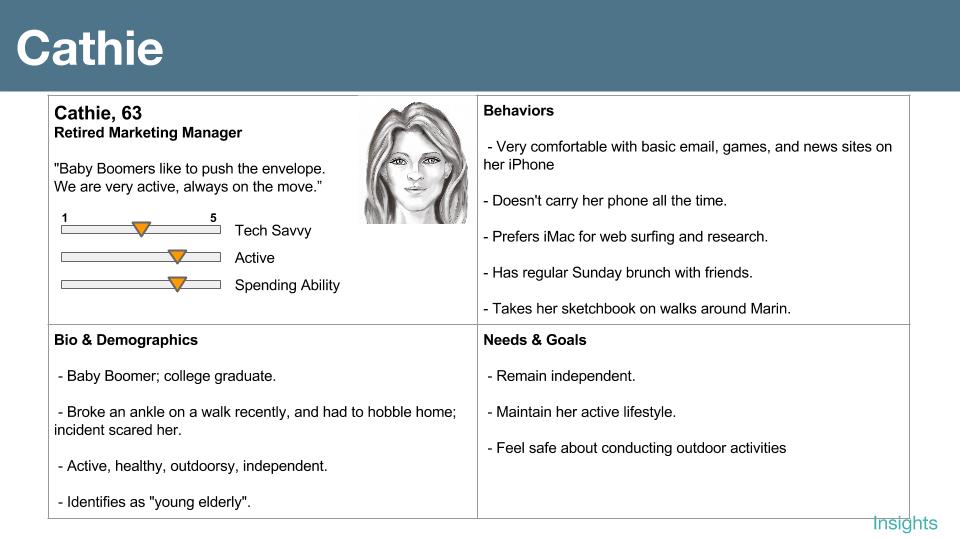 Cathie
Cathie, 63
Retired Marketing Manager
"Baby Boomers like to push the envelope.
We are very active, always on the move.”
1 5
Tech Savvy
Active
Spending Ability
Behaviors
- Very comfortable with basic email, games, and news sites on
her iPhone
- Doesn't carry her phone all the time.
- Prefers iMac for web surfing and research.
- Has regular Sunday brunch with friends.
- Takes her sketchbook on walks around Marin.
Bio & Demographics
- Baby Boomer; college graduate.
- Broke an ankle on a walk recently, and had to hobble home;
incident scared her.
- Active, healthy, outdoorsy, independent.
- Identifies as "young elderly".
Needs & Goals
- Remain independent.
- Maintain her active lifestyle.
- Feel safe about conducting outdoor activities
Insights